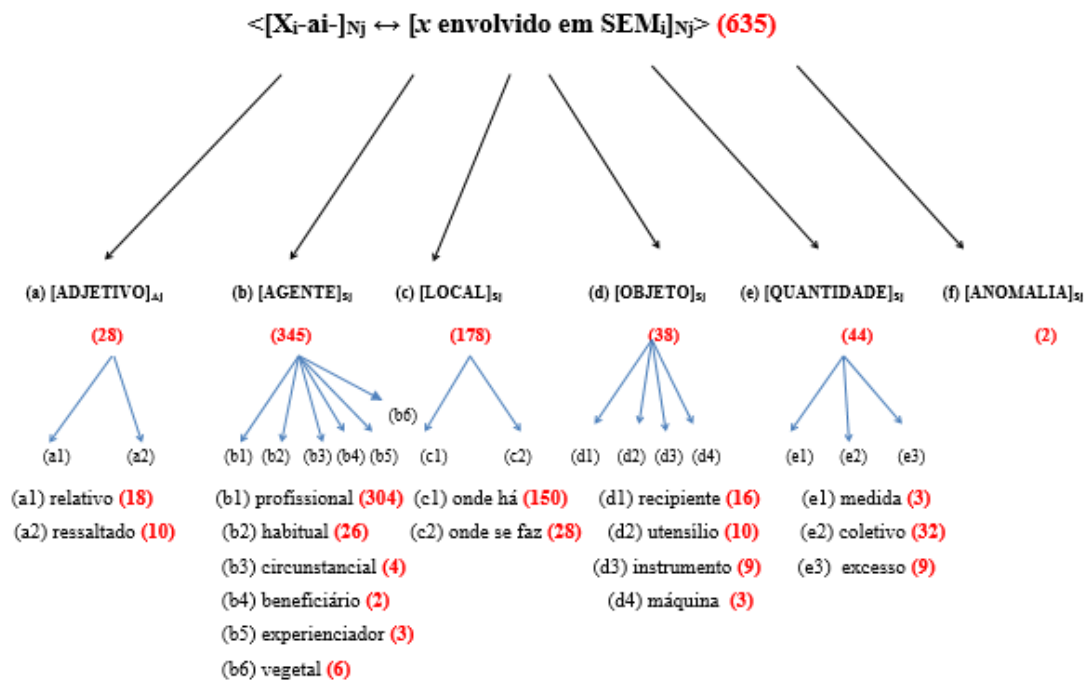 <[Xi-ai-]Nj ↔ [x envolvido em SEMi]Nj> (635)
(a) [ADJETIVO]Aj (b) [AGENTE]Sj (c) [LOCAL]Sj (d) [OBJETO]Sj (e) [QUANTIDADE]Sj (f) [ANOMALIA]Sj
(28) (345) (178) (38) (44) (2)
(b6)
(a1) (a2) (b1) (b2) (b3) (b4) (b5) (c1) (c2) (d1) (d2) (d3) (d4) (e1) (e2) (e3)
(a1) relativo (18) (b1) profissional (304) (c1) onde há (150) (d1) recipiente (16) (e1) medida (3)
(a2) ressaltado (10) (b2) habitual (26) (c2) onde se faz (28) (d2) utensílio (10) (e2) coletivo (32)
(b3) circunstancial (4) (d3) instrumento (9) (e3) excesso (9)
(b4) beneficiário (2) (d4) máquina (3)
(b5) experienciador (3)
(b6) vegetal (6)